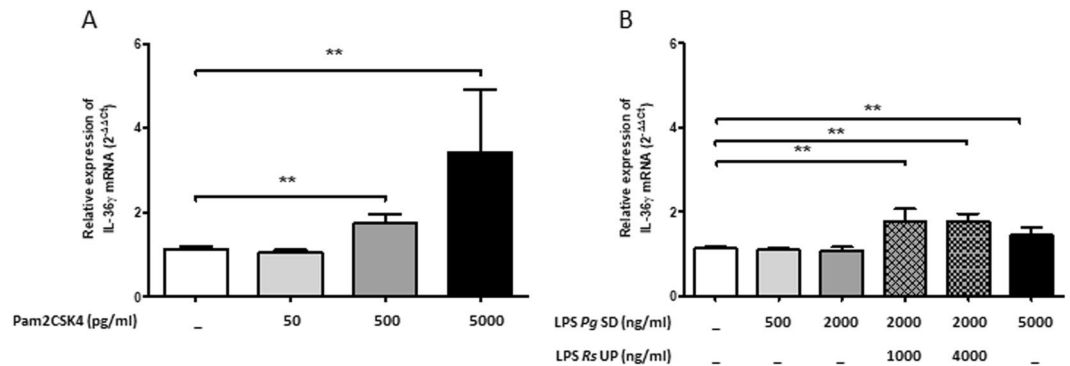 A
Relative expression of
IL-36γ mRNA (2-ΔΔCt)
6
4
2
0
**
**
Pam2CSK4 (pg/ml) _ 50 500 5000
B
Relative expression of
IL-36γ mRNA (2-ΔΔCt)
6
4
2
0
**
**
**
LPS Pg SD (ng/ml) _ 500 2000 2000 2000 5000
LPS Rs UP (ng/ml) _ _ _ 1000 4000 _